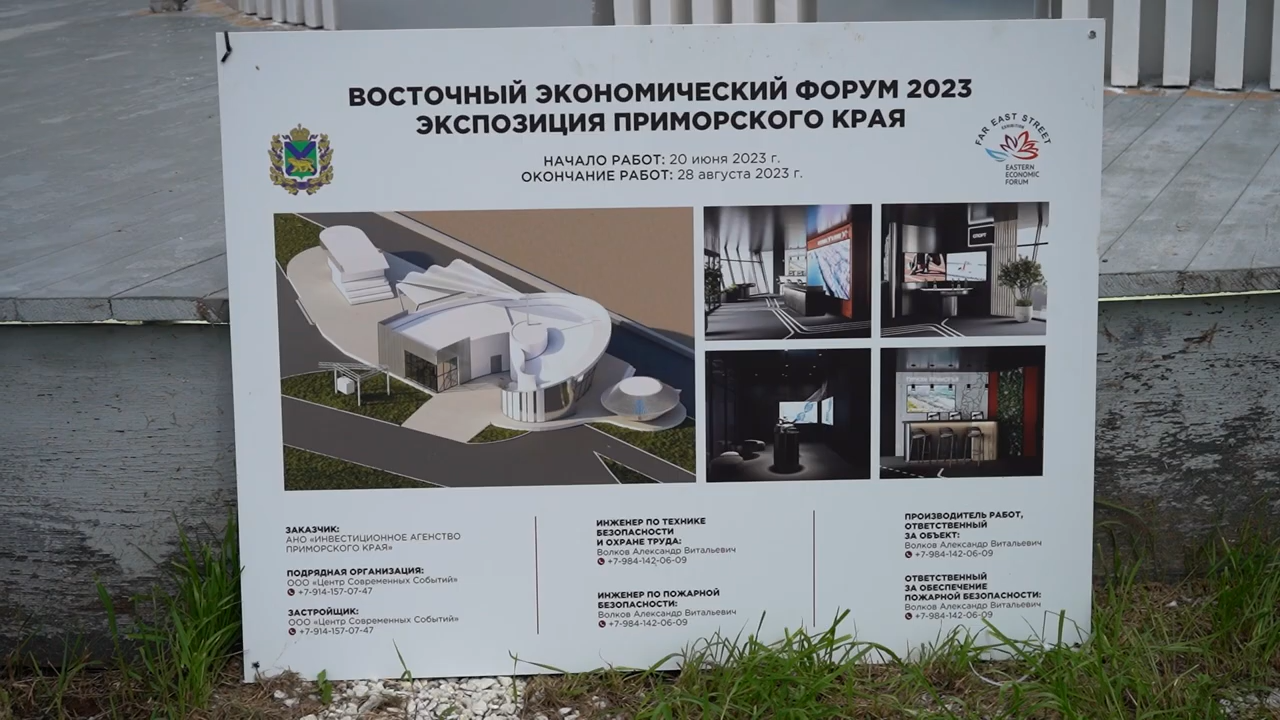 ВОСТОЧНЫЙ ЭКОНОМИЧЕСКИЙ ФОРУМ 2023
ЭКСПОЗИЦИЯ ПРИМОРСКОГО КРАЯ
НАЧАЛО РАБОТ: 20 июня 2023 г.
ОКОНЧАНИЕ РАБОТ: 28 августа 2023 г.
FAR EAST STREET
EXHIBITION
EASTERN
ECONOMIC
FORUM
СПОРТ
ЗАКАЗЧИК:
АНО «ИНВЕСТИЦИОННОЕ АГЕНСТВО
ПРИМОРСКОГО КРАЯ»
ПОДРЯДНАЯ ОРГАНИЗАЦИЯ:
ООО «Центр Современных Событий»
+7-914-157-07-47
ЗАСТРОЙЩИК:
ООО «Центр Современных Событий»
+7-914-157-07-47
ИНЖЕНЕР ПО ТЕХНИКЕ
БЕЗОПАСНОСТИ
И ОХРАНЕ ТРУДА:
Волков Александр Витальевич
+7-984-142-06-09
ИНЖЕНЕР ПО ПОЖАРНОЙ
БЕЗОПАСНОСТИ:
Волков Александр Витальевич
+7-984-142-06-09
ПРОИЗВОДИТЕЛЬ РАБОТ,
ОТВЕТСТВЕННЫЙ
ЗА ОБЪЕКТ:
Волков Александр Витальевич
+7-984-142-06-09
ОТВЕТСТВЕННЫЙ
ЗА ОБЕСПЕЧЕНИЕ
ПОЖАРНОЙ БЕЗОПАСНОСТИ:
Волков Александр Витальевич
+7-984-142-06-09